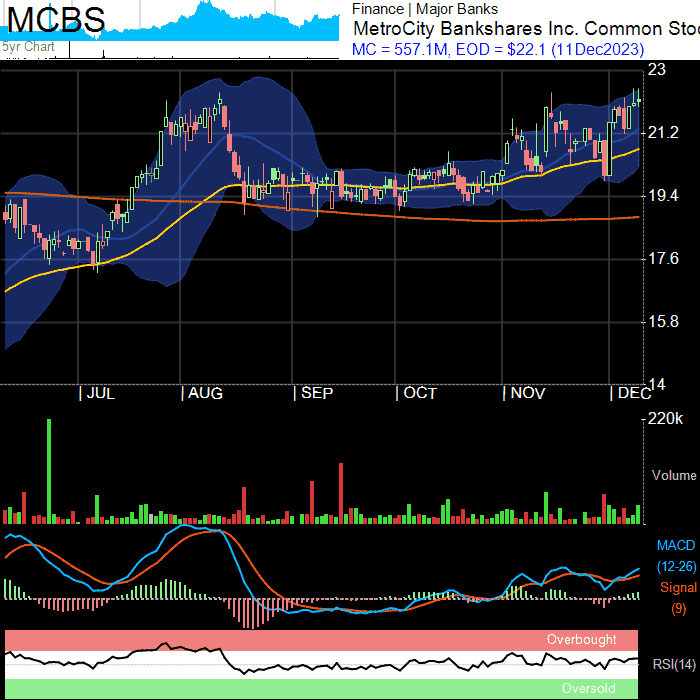 MCBS
5yr Chart
Finance | Major Banks
MetroCity Bankshares Inc. Common Stoc
MC = 557.1M, EOD = $22.1 (11Dec2023)
23
21.2
19.4
17.6
15.8
14
JUL
AUG
SEP
OCT
NOV
DEC
220k
Volume
MACD
(12-26)
Signal
(9)
Overbought
RSI(14)
Oversold